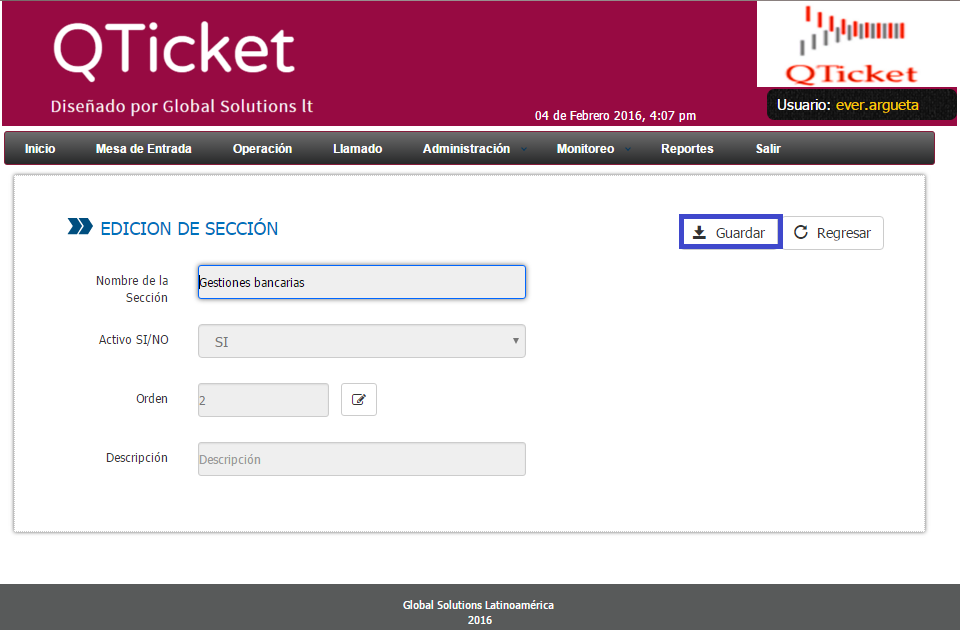 QTicket
Diseñado por Global Solutions lt
04 de Febrero 2016, 4:07 pm
QTicket
Usuario: ever.argueta
Inicio Mesa de Entrada Operación Llamado Administración Monitoreo Reportes Salir
EDICION DE SECCIÓN
Guardar Regresar
Nombre de la
Sección
Gestiones bancarias
Activo SI/NO SI
Orden 2
Descripción Descripción
Global Solutions Latinoamérica
2016